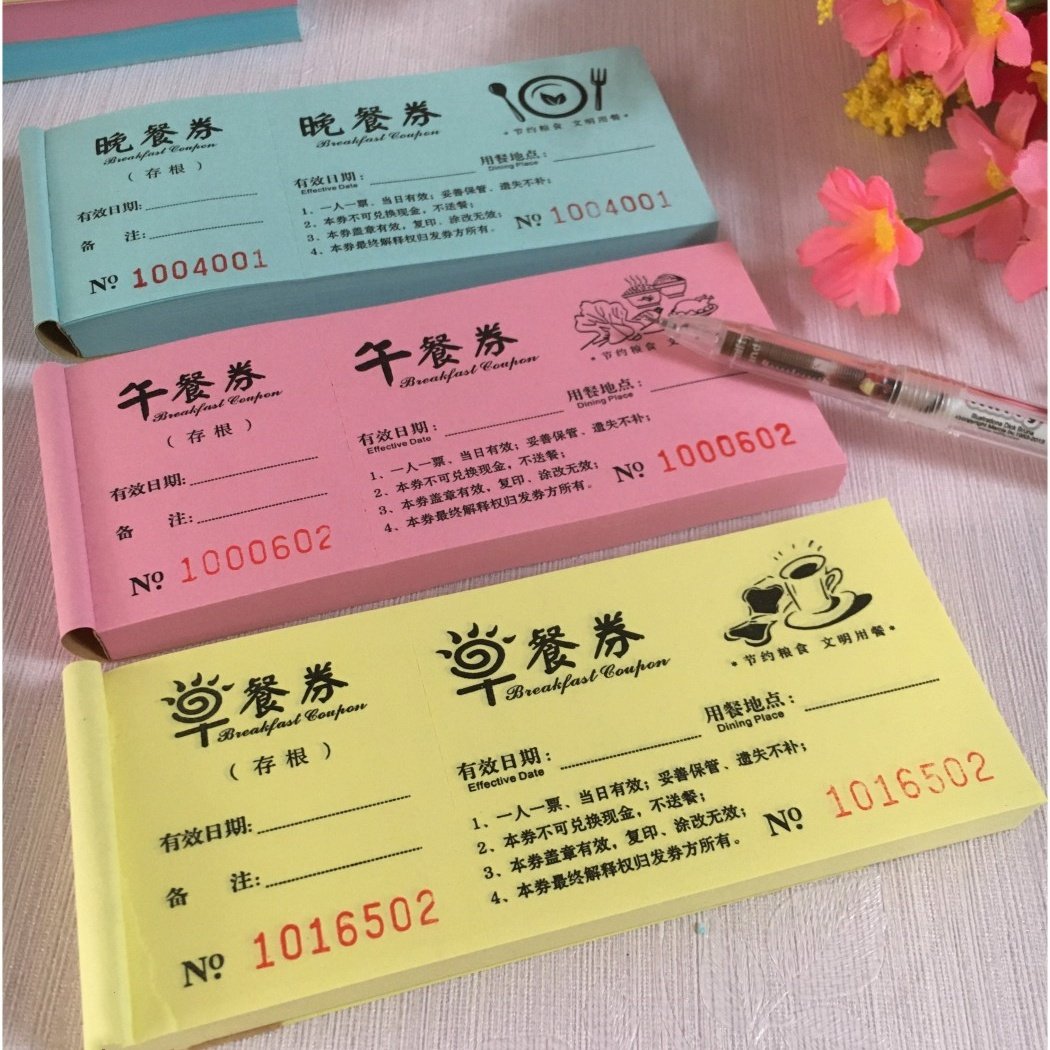 晚餐券
Breakfast Coupon
（存根）
有效日期:
备 注:
№ 1004001
晚餐券
Breakfast Coupon
* 节约粮食 文明用餐 *
有效日期：
Effective Date
用餐地点：
Dining Place
1、一人一票、当日有效；妥善保管、遗失不补；
2、本券不可兑换现金，不送餐；
3、本券盖章有效，复印、涂改无效；
4、本券最终解释权归发券方所有。
№ 1004001
午餐券
Breakfast Coupon
（存根）
有效日期:
备 注:
№ 1000602
午餐券
Breakfast Coupon
* 节约粮食 文
有效日期：
Effective Date
用餐地点：
Dining Place
1、一人一票、当日有效；妥善保管、遗失不补；
2、本券不可兑换现金，不送餐；
3、本券盖章有效，复印、涂改无效；
4、本券最终解释权归发券方所有。
№ 1000602
早餐券
Breakfast Coupon
（存根）
有效日期:
备 注:
№ 1016502
早餐券
Breakfast Coupon
* 节约粮食 文明用餐 *
有效日期：
Effective Date
用餐地点：
Dining Place
1、一人一票、当日有效；妥善保管、遗失不补；
2、本券不可兑换现金，不送餐；
3、本券盖章有效，复印、涂改无效；
4、本券最终解释权归发券方所有。
№ 1016502